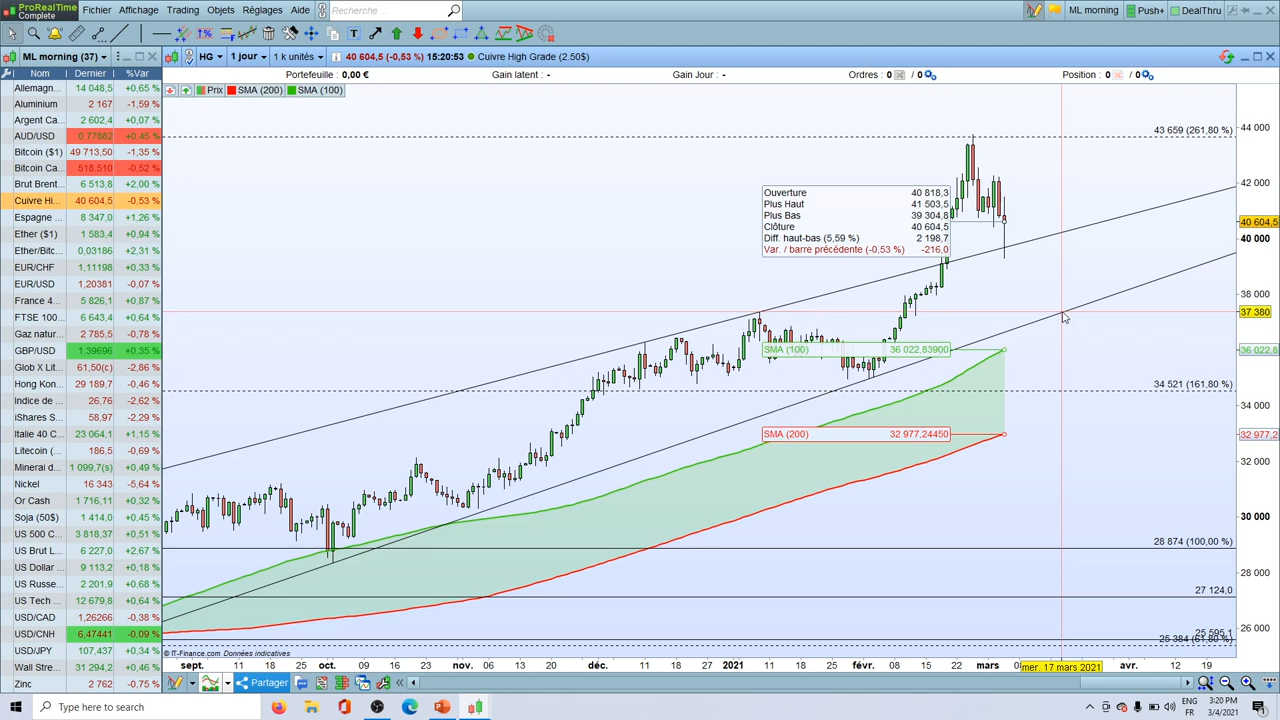 ProRealTime
Complete
Fichier Affichage Trading Objets Réglages Aide
Recherche ...
ML morning Push+ DealThru
ML morning (37)
HG 1 jour 1 k unités 40 604,5 (-0,53 %) 15:20:53 Cuivre High Grade (2.50$)
Nom Dernier %Var
Portefeuille : 0,00 € Gain latent : - Gain Jour : - Ordres : 0 / 0 Position : 0 / 0
Prix SMA (200) SMA (100)
Allemagn... 14 048,5 +0,65 %
Aluminium 2 167 -1,59 %
Argent Ca... 2 602,4 +0,64 %
AUD/USD 0,77882 +0,45 %
Bitcoin ($1) 49 713,50 -1,35 %
Bitcoin Ca... 518,510 -0,52 %
Brut Brent... 6 513,8 +2,00 %
Cuivre Hi... 40 604,5 -0,53 %
Espagne ... 8 347,0 +1,26 %
Ether ($1) 1 583,4 +0,94 %
Ether/Bitc... 0,03186 +2,31 %
EUR/CHF 1,11198 +0,33 %
EUR/USD 1,20381 -0,07 %
France 4... 5 826,1 +0,87 %
FTSE 100... 6 643,4 +0,64 %
Gaz natur... 2 785,5 -0,78 %
GBP/USD 1,39696 +0,35 %
Glob X Lit... 61,50(c) -2,86 %
Hong Kon... 29 189,7 -0,46 %
Indice de ... 26,76 -2,62 %
iShares S... 58,97 -2,29 %
Italie 40 C... 23 064,1 +1,15 %
Litecoin (... 186,5 -0,69 %
Minerai d... 1 099,7(s) +0,49 %
Nickel 16 343 -5,64 %
Or Cash 1 716,11 +0,32 %
Soja (50$) 1 414,0 +0,45 %
US 500 C... 3 818,37 +0,51 %
US Brut L... 6 227,0 +2,67 %
US Dollar ... 9 113,2 +0,18 %
US Russe... 2 201,9 +0,68 %
US Tech ... 12 679,8 +0,64 %
USD/CAD 1,26266 -0,38 %
USD/CNH 6,47441 -0,09 %
USD/JPY 107,437 +0,34 %
Wall Stre... 31 294,2 +0,46 %
Zinc 2 762 -0,75 %
43 659 (261,80 %)
Ouverture 40 818,3
Plus Haut 41 503,5
Plus Bas 39 304,8
Clôture 40 604,5
Diff. haut-bas (5,59 %) 2 198,7
Var. / barre précédente (-0,53 %) -216,0
SMA (100) 36 022,83900
34 521 (161,80 %)
SMA (200) 32 977,24450
28 874 (100,00 %)
27 124,0
25 595,1
25 384 (61,80 %)
44 000
42 000
40 604,5
40 000
38 000
37 380
36 022,8
34 000
32 977,2
32 000
30 000
28 000
26 000
© IT-Finance.com Données indicatives
sept. 11 18 25 oct. 09 16 23 nov. 06 13 20 déc. 11 18 27 2021 11 18 25 févr. 08 15 22 mars mer. 17 mars 2021 avr. 12 19
Partager
Type here to search
ENG
FR
3:20 PM
3/4/2021